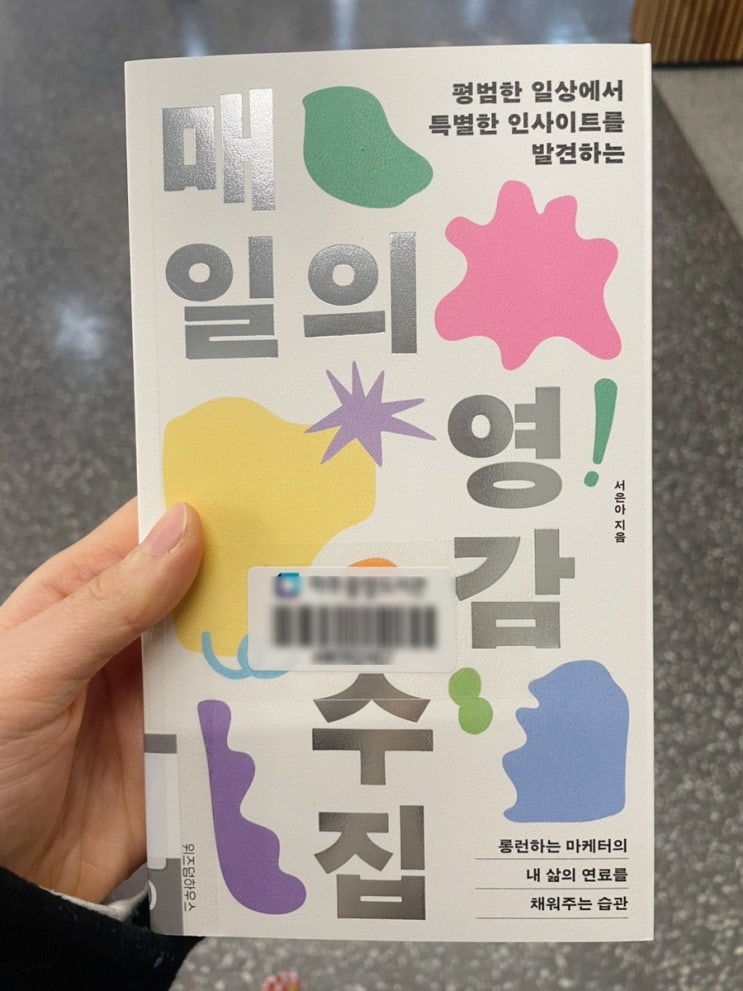 평범한 일상에서
특별한 인사이트를
발견하는
매
일의
영
감
수
집
서은아 지음
롱런하는 마케터의
내 삶의 연료를
채워주는 습관
위즈덤하우스